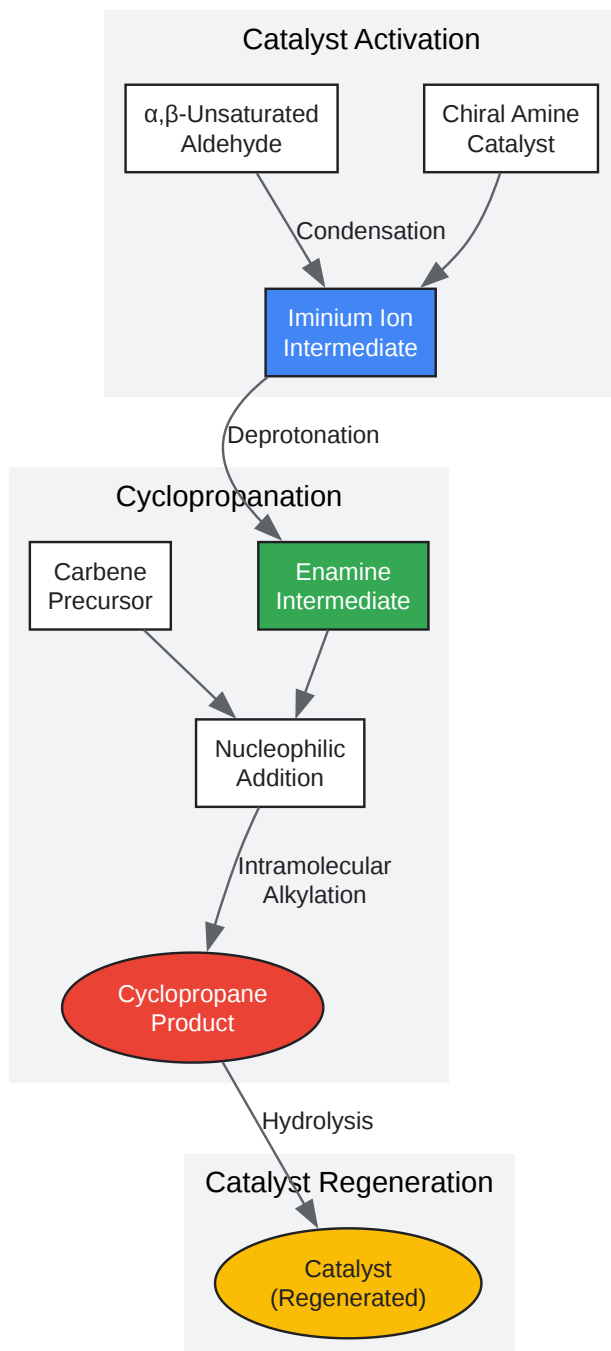 Catalyst Activation
α,β-Unsaturated
Aldehyde
Chiral Amine
Catalyst
Condensation
Iminium Ion
Intermediate
Deprotonation
Cyclopropanation
Carbene
Precursor
Enamine
Intermediate
Nucleophilic
Addition
Intramolecular
Alkylation
Cyclopropane
Product
Hydrolysis
Catalyst Regeneration
Catalyst
(Regenerated)